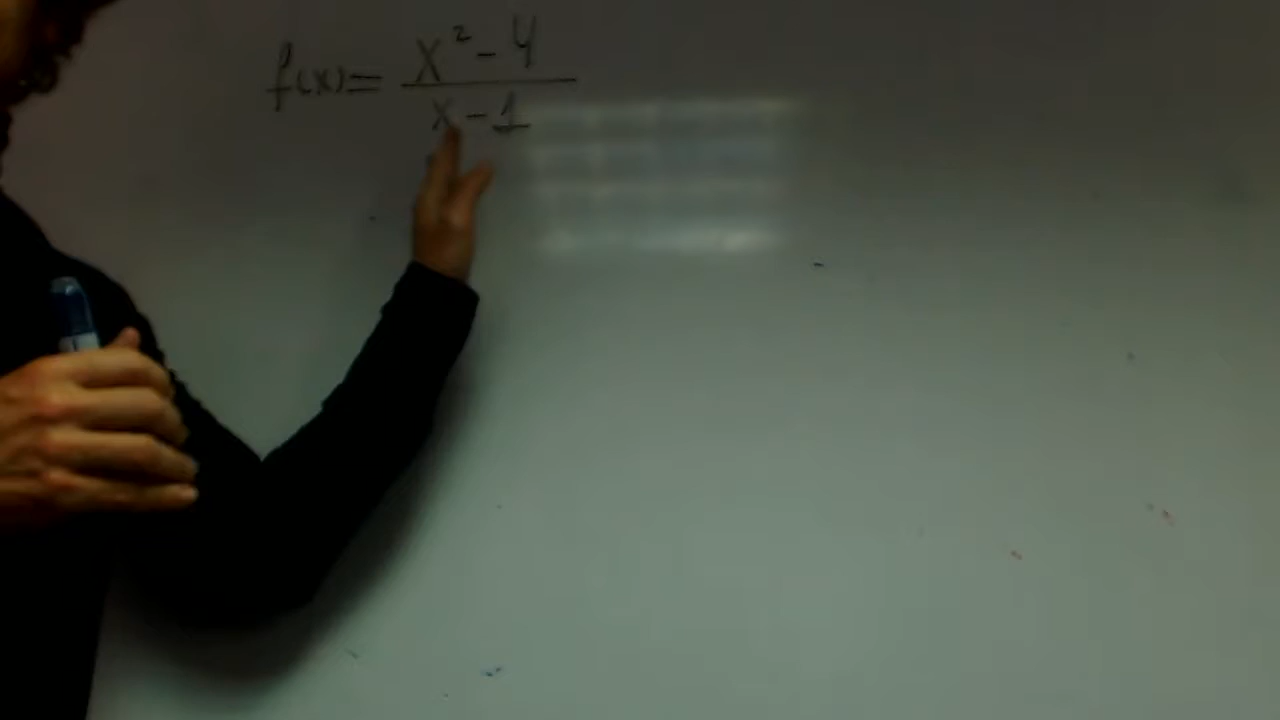 f(x) = (x² - 4)/(x - 1)